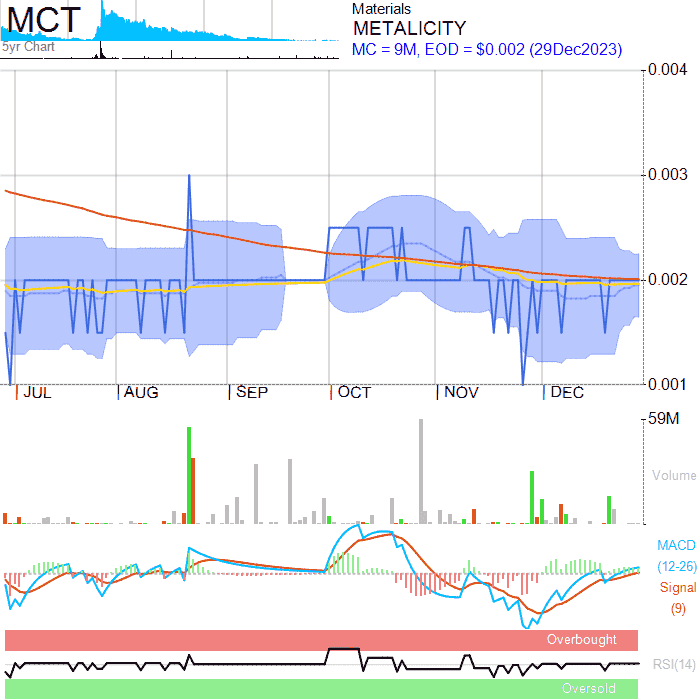 MCT
5yr Chart
Materials
METALICITY
MC = 9M, EOD = $0.002 (29Dec2023)
0.004
0.003
0.002
0.001
JUL AUG SEP OCT NOV DEC
59M
Volume
MACD
(12-26)
Signal
(9)
Overbought
RSI(14)
Oversold